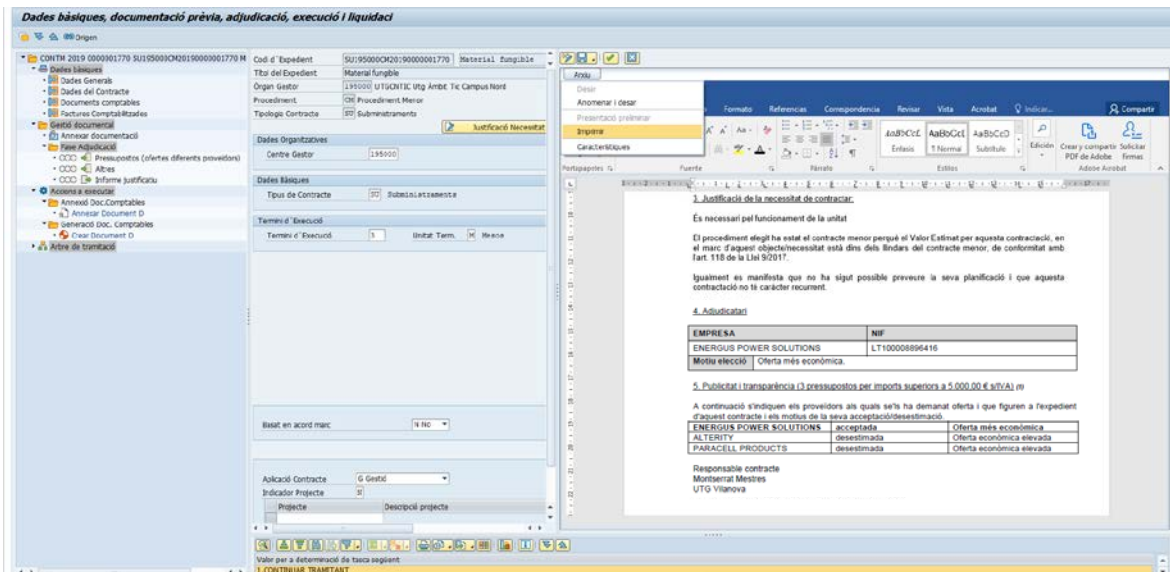 Dades bàsiques, documentació prèvia, adjudicació, execució i liquidaci
Origen
CONTM 2019 0000001770 SU195000CM20190000001770 M
Dades bàsiques
Dades Generals
Dades del Contracte
Documents comptables
Factures Comptabilitzades
Gestió documental
Annexar documentació
Fase Adjudicació
Pressupostos (ofertes diferents proveïdors)
Altres
Informe justificatiu
Accions a executar
Annexió Doc.Comptables
Annexar Document D
Generació Doc. Comptables
Crear Document D
Arbre de tramitació
Codi d´Expedient SU195000CM20190000001770 Material fungible
Títol del Expedient Material fungible
Organ Gestor 195000 UTGCNTIC Utg Àmbit Tic Campus Nord
Procediment CM Procediment Menor
Tipologia Contracte SU Subministraments
Justificació Necessitat
Dades Organitzatives
Centre Gestor 195000
Dades Bàsiques
Tipus de Contracte SU Subministraments
Termini d´Execució
Termini d´Execució 1 Unitat Term. M Mesos
Basat en acord marc N No
Aplicació Contracte G Gestió
Indicador Projecte
Projecte Descripció projecte
Valor per a determinació de tasca següent
1 CONTINUAR TRAMITANT
Arxiu
Desar
Anomenar i desar
Presentació preliminar
Imprimir
Característiques
Formato Referencias Correspondencia Revisar Vista Acrobat Indicar... Compartir
AaBbCcL AaBbCcI AaBbCcD
Énfasis 1 Normal Subtítulo
Edición Crear y compartir PDF de Adobe Solicitar firmas
Portapapeles Fuente Párrafo Estilos Adobe Acrobat
3. Justificació de la necessitat de contractar:
És necessari pel funcionament de la unitat
El procediment elegit ha estat el contracte menor perquè el Valor Estimat per aquesta contractació, en
el marc d'aquest objecte/necessitat està dins dels llindars del contracte menor, de conformitat amb
l'art. 118 de la Llei 9/2017.
Igualment es manifesta que no ha sigut possible preveure la seva planificació i que aquesta
contractació no té caràcter recurrent.
4. Adjudicatari
EMPRESA NIF
ENERGUS POWER SOLUTIONS LT100008896416
Motiu elecció Oferta més econòmica.
5. Publicitat i transparència (3 pressupostos per imports superiors a 5.000,00 € s/IVA)
A continuació s'indiquen els proveïdors als quals se'ls ha demanat oferta i que figuren a l'expedient
d'aquest contracte i els motius de la seva acceptació/desestimació.
ENERGUS POWER SOLUTIONS acceptada Oferta més econòmica
ALTERITY desestimada Oferta econòmica elevada
PARACELL PRODUCTS desestimada Oferta econòmica elevada
Responsable contracte
Montserrat Mestres
UTG Vilanova